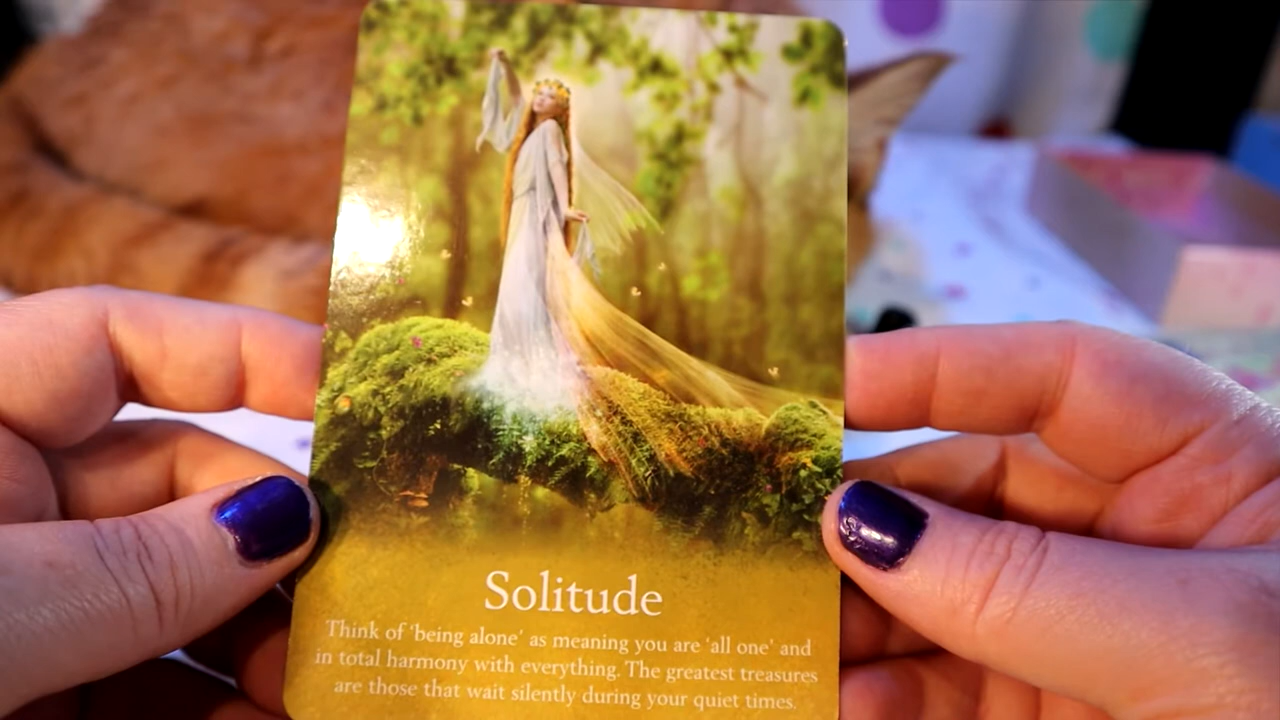 Solitude
Think of ‘being alone’ as meaning you are ‘all one’ and
in total harmony with everything. The greatest treasures
are those that wait silently during your quiet times.